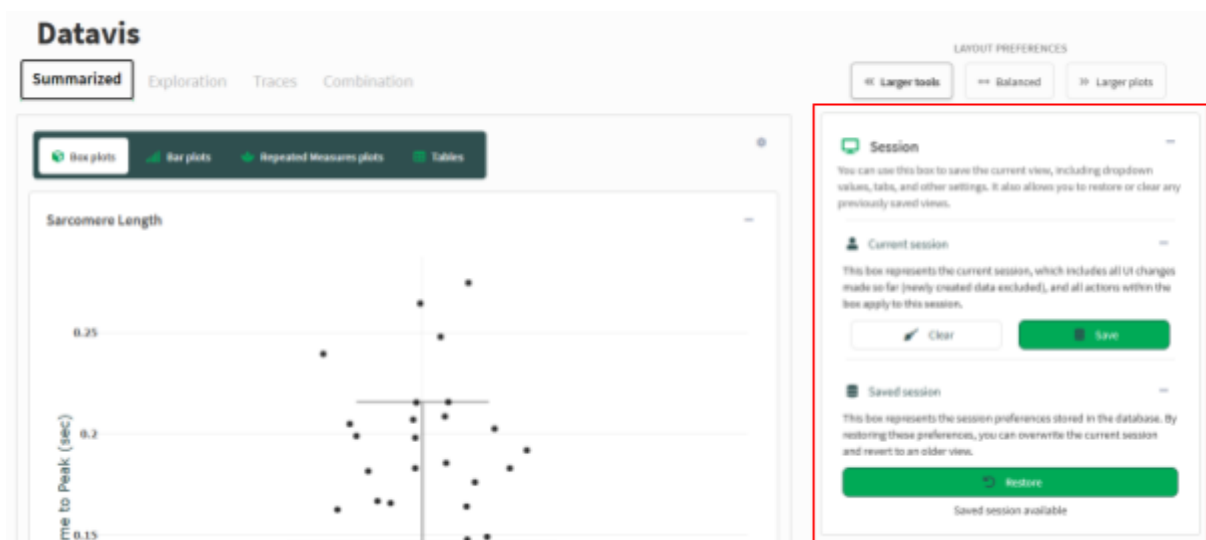 Datavis
LAYOUT PREFERENCES
Summarized Exploration Traces Combination
Larger tools Balanced Larger plots
Box plots Bar plots Repeated Measures plots Tables
Session
You can use this box to save the current view, including dropdown
values, tabs, and other settings. It also allows you to restore or clear any
previously saved views.
Sarcomere Length
Current session
This box represents the current session, which includes all UI changes
made so far (newly created data excluded), and all actions within the
box apply to this session.
Clear Save
Saved session
This box represents the session preferences stored in the database. By
restoring these preferences, you can overwrite the current session
and revert to an older view.
Restore
Saved session available
me to Peak (sec)
0.25
0.2
0.15